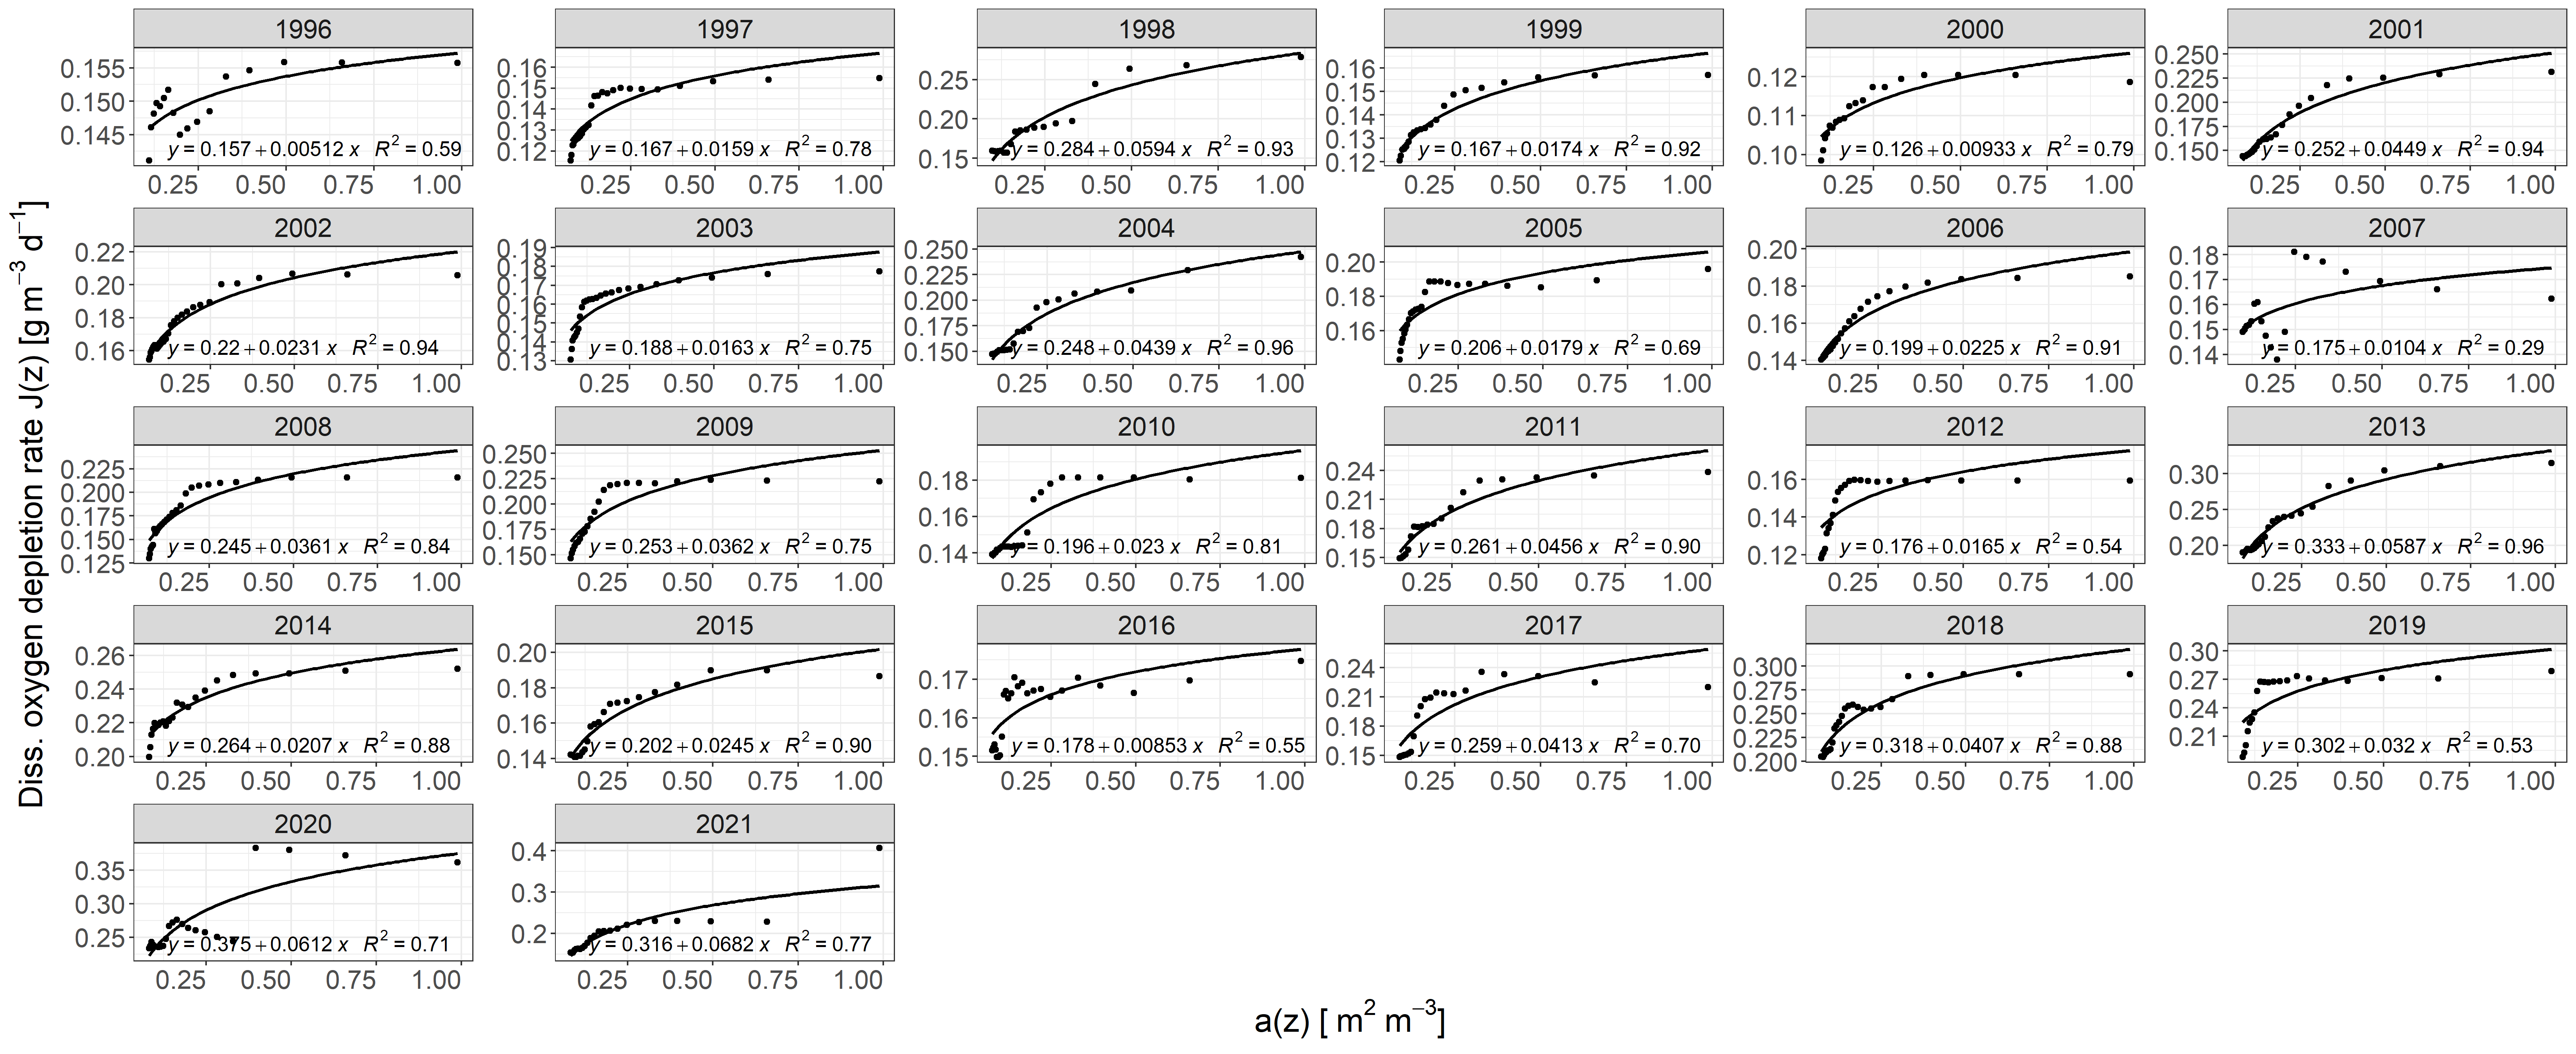 Diss. oxygen depletion rate J(z) [g m⁻³ d⁻¹]
1996 1997 1998 1999 2000 2001
0.155 0.150 0.145
y = 0.157 + 0.00512 x R² = 0.59
0.16 0.15 0.14 0.13 0.12
y = 0.167 + 0.0159 x R² = 0.78
0.25 0.20 0.15
y = 0.284 + 0.0594 x R² = 0.93
0.16 0.15 0.14 0.13 0.12
y = 0.167 + 0.0174 x R² = 0.92
0.12 0.11 0.10
y = 0.126 + 0.00933 x R² = 0.79
0.250 0.225 0.200 0.175 0.150
y = 0.252 + 0.0449 x R² = 0.94
0.25 0.50 0.75 1.00 0.25 0.50 0.75 1.00 0.25 0.50 0.75 1.00 0.25 0.50 0.75 1.00 0.25 0.50 0.75 1.00 0.25 0.50 0.75 1.00
2002 2003 2004 2005 2006 2007
0.22 0.20 0.18 0.16
y = 0.22 + 0.0231 x R² = 0.94
0.19 0.18 0.17 0.16 0.15 0.14 0.13
y = 0.188 + 0.0163 x R² = 0.75
0.250 0.225 0.200 0.175 0.150
y = 0.248 + 0.0439 x R² = 0.96
0.20 0.18 0.16
y = 0.206 + 0.0179 x R² = 0.69
0.20 0.18 0.16 0.14
y = 0.199 + 0.0225 x R² = 0.91
0.18 0.17 0.16 0.15 0.14
y = 0.175 + 0.0104 x R² = 0.29
0.25 0.50 0.75 1.00 0.25 0.50 0.75 1.00 0.25 0.50 0.75 1.00 0.25 0.50 0.75 1.00 0.25 0.50 0.75 1.00 0.25 0.50 0.75 1.00
2008 2009 2010 2011 2012 2013
0.225 0.200 0.175 0.150 0.125
y = 0.245 + 0.0361 x R² = 0.84
0.250 0.225 0.200 0.175 0.150
y = 0.253 + 0.0362 x R² = 0.75
0.18 0.16 0.14
y = 0.196 + 0.023 x R² = 0.81
0.24 0.21 0.18 0.15
y = 0.261 + 0.0456 x R² = 0.90
0.16 0.14 0.12
y = 0.176 + 0.0165 x R² = 0.54
0.30 0.25 0.20
y = 0.333 + 0.0587 x R² = 0.96
0.25 0.50 0.75 1.00 0.25 0.50 0.75 1.00 0.25 0.50 0.75 1.00 0.25 0.50 0.75 1.00 0.25 0.50 0.75 1.00 0.25 0.50 0.75 1.00
2014 2015 2016 2017 2018 2019
0.26 0.24 0.22 0.20
y = 0.264 + 0.0207 x R² = 0.88
0.20 0.18 0.16 0.14
y = 0.202 + 0.0245 x R² = 0.90
0.17 0.16 0.15
y = 0.178 + 0.00853 x R² = 0.55
0.24 0.21 0.18 0.15
y = 0.259 + 0.0413 x R² = 0.70
0.300 0.275 0.250 0.225 0.200
y = 0.318 + 0.0407 x R² = 0.88
0.30 0.27 0.24 0.21
y = 0.302 + 0.032 x R² = 0.53
0.25 0.50 0.75 1.00 0.25 0.50 0.75 1.00 0.25 0.50 0.75 1.00 0.25 0.50 0.75 1.00 0.25 0.50 0.75 1.00 0.25 0.50 0.75 1.00
2020 2021
0.35 0.30 0.25
y = 0.375 + 0.0612 x R² = 0.71
0.4 0.3 0.2
y = 0.316 + 0.0682 x R² = 0.77
0.25 0.50 0.75 1.00 0.25 0.50 0.75 1.00
a(z) [ m² m⁻³]